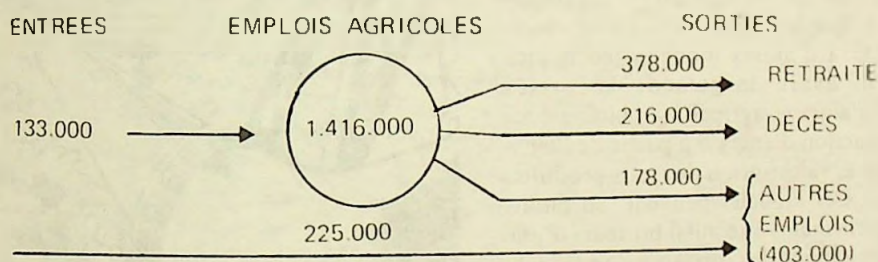 ENTREES EMPLOIS AGRICOLES SORTIES
378.000 RETRAITE
133.000 1.416.000 216.000 DECES
178.000 AUTRES
225.000 EMPLOIS
(403.000)